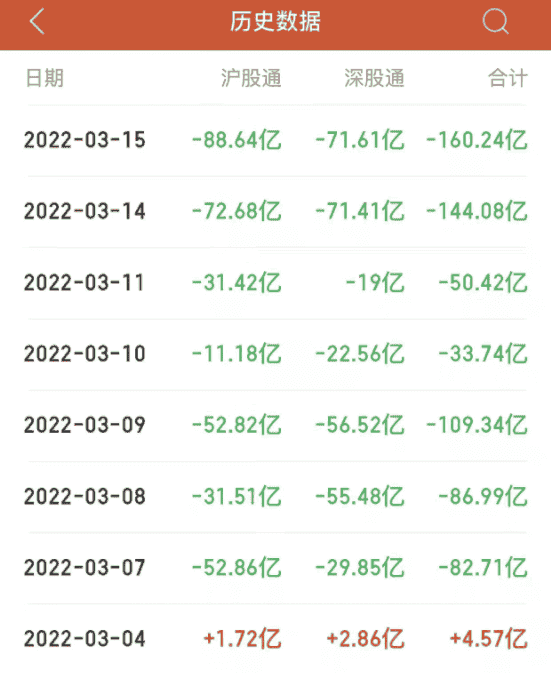 历史数据
日期 沪股通 深股通 合计
2022-03-15 -88.64亿 -71.61亿 -160.24亿
2022-03-14 -72.68亿 -71.41亿 -144.08亿
2022-03-11 -31.42亿 -19亿 -50.42亿
2022-03-10 -11.18亿 -22.56亿 -33.74亿
2022-03-09 -52.82亿 -56.52亿 -109.34亿
2022-03-08 -31.51亿 -55.48亿 -86.99亿
2022-03-07 -52.86亿 -29.85亿 -82.71亿
2022-03-04 +1.72亿 +2.86亿 +4.57亿